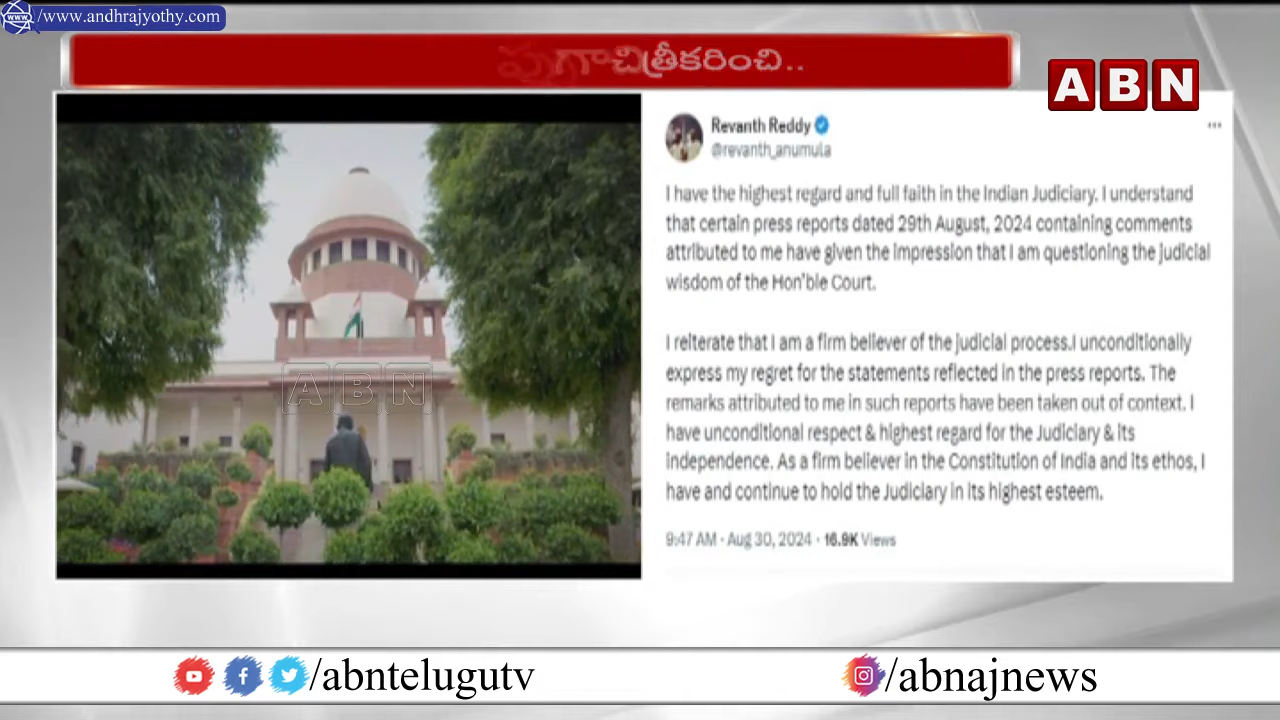 www./www.andhrajyothy.com
పుగాచిత్రీకరించి..
ABN
Revanth Reddy
@revanth_anumula
I have the highest regard and full faith in the Indian Judiciary. I understand
that certain press reports dated 29th August, 2024 containing comments
attributed to me have given the impression that I am questioning the judicial
wisdom of the Hon'ble Court.
I reiterate that I am a firm believer of the judicial process.I unconditionally
express my regret for the statements reflected in the press reports. The
remarks attributed to me in such reports have been taken out of context. I
have unconditional respect & highest regard for the Judiciary & its
independence. As a firm believer in the Constitution of India and its ethos, I
have and continue to hold the Judiciary in its highest esteem.
9:47 AM · Aug 30, 2024 · 16.9K Views
ABN
/abntelugutv
/abnajnews